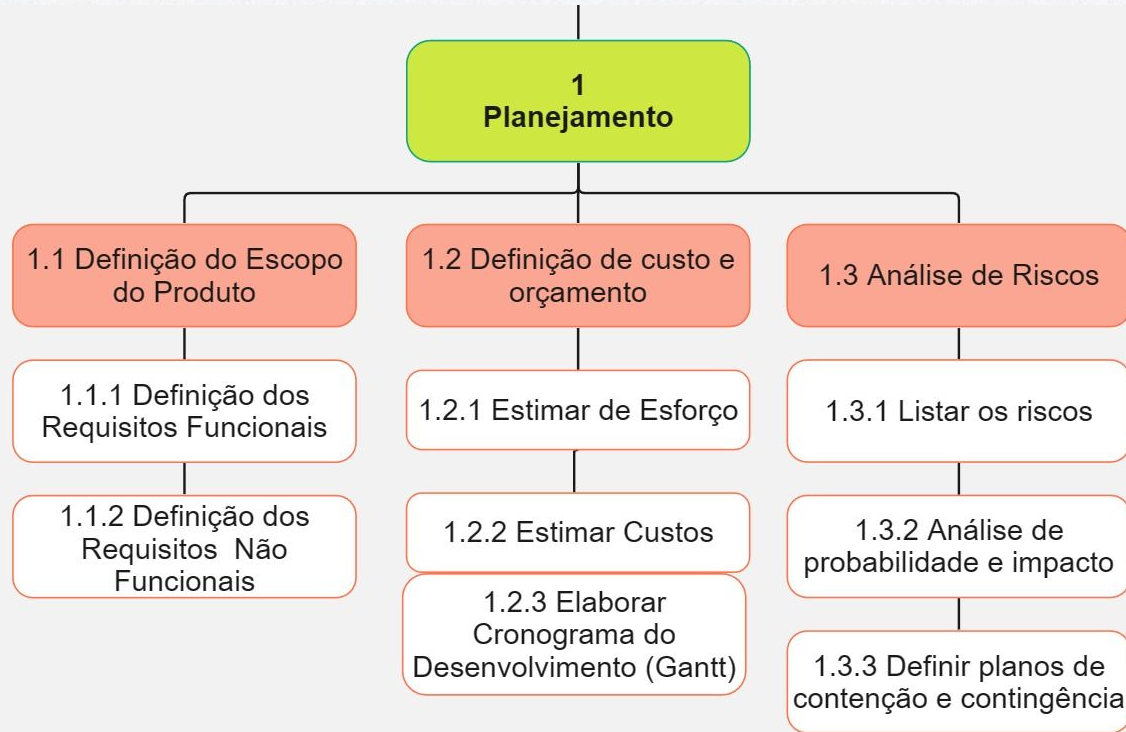 1
Planejamento
1.1 Definição do Escopo
do Produto
1.1.1 Definição dos
Requisitos Funcionais
1.1.2 Definição dos
Requisitos Não
Funcionais
1.2 Definição de custo e
orçamento
1.2.1 Estimar de Esforço
1.2.2 Estimar Custos
1.2.3 Elaborar
Cronograma do
Desenvolvimento (Gantt)
1.3 Análise de Riscos
1.3.1 Listar os riscos
1.3.2 Análise de
probabilidade e impacto
1.3.3 Definir planos de
contenção e contingência